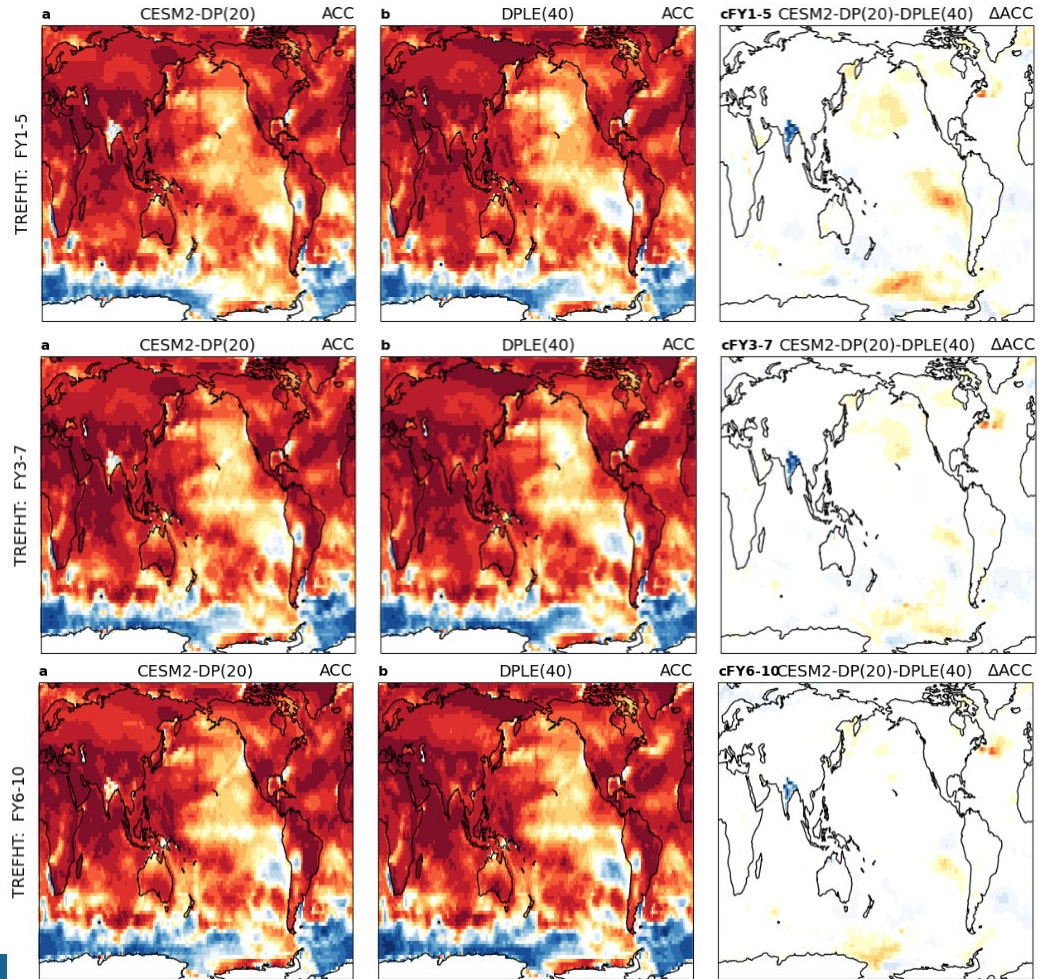 a CESM2-DP(20) ACC
b DPLE(40) ACC
cFY1-5 CESM2-DP(20)-DPLE(40) ΔACC
TREFHT: FY1-5
a CESM2-DP(20) ACC
b DPLE(40) ACC
cFY3-7 CESM2-DP(20)-DPLE(40) ΔACC
TREFHT: FY3-7
a CESM2-DP(20) ACC
b DPLE(40) ACC
cFY6-10CESM2-DP(20)-DPLE(40) ΔACC
TREFHT: FY6-10